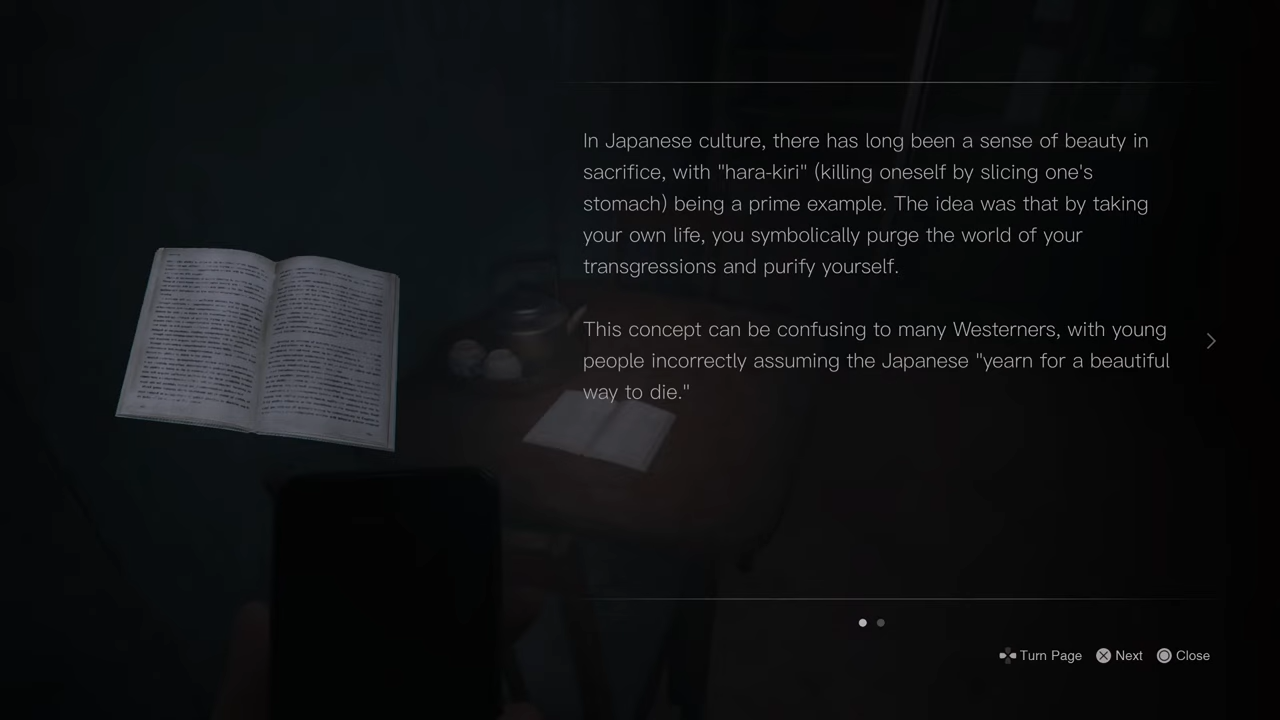 In Japanese culture, there has long been a sense of beauty in
sacrifice, with "hara-kiri" (killing oneself by slicing one's
stomach) being a prime example. The idea was that by taking
your own life, you symbolically purge the world of your
transgressions and purify yourself.
This concept can be confusing to many Westerners, with young
people incorrectly assuming the Japanese "yearn for a beautiful
way to die."
Turn Page Next Close